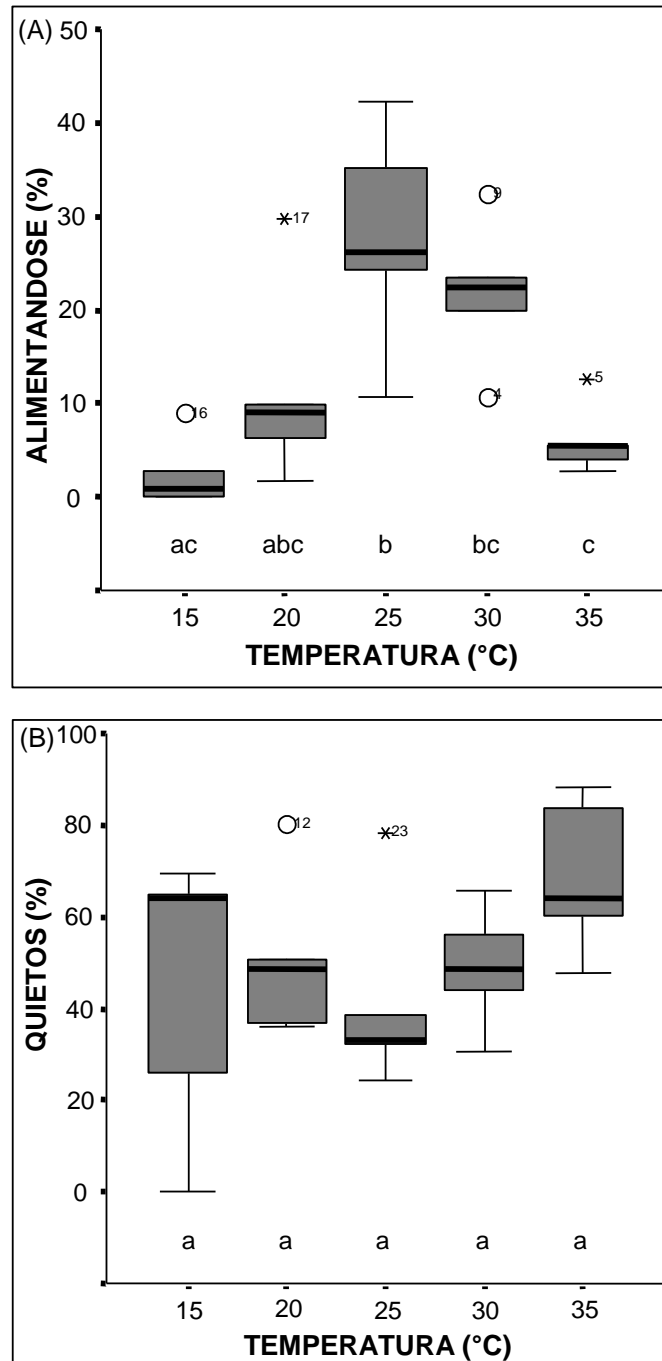 (A)
50
40
30
20
10
0
ALIMENTANDOSE (%)
16
17
9
4
5
ac abc b bc c
15 20 25 30 35
TEMPERATURA (°C)
(B)
100
80
60
40
20
0
QUIETOS (%)
12
23
a a a a a
15 20 25 30 35
TEMPERATURA (°C)